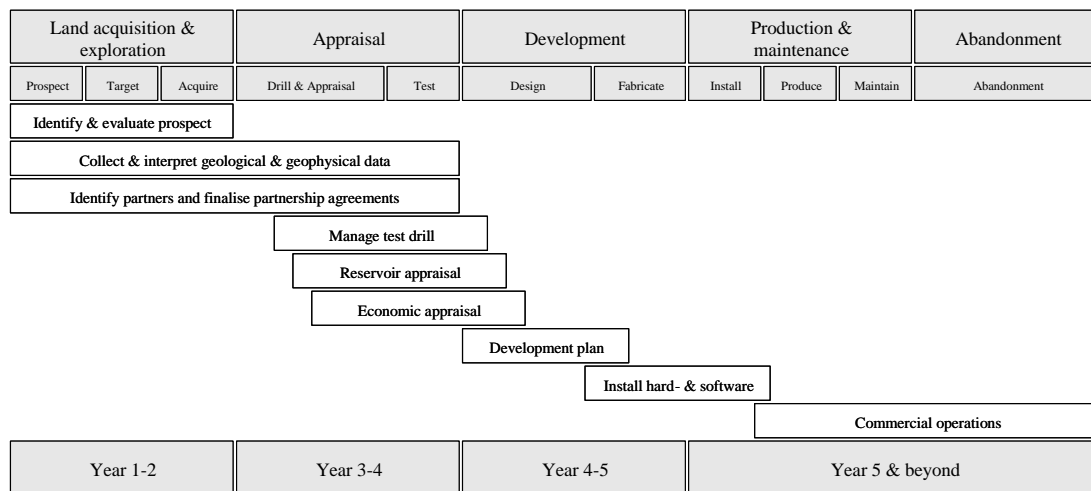 Land acquisition &
exploration
Appraisal
Development
Production &
maintenance
Abandonment
Prospect
Target
Acquire
Drill & Appraisal
Test
Design
Fabricate
Install
Produce
Maintain
Abandonment
Identify & evaluate prospect
Collect & interpret geological & geophysical data
Identify partners and finalise partnership agreements
Manage test drill
Reservoir appraisal
Economic appraisal
Development plan
Install hard- & software
Commercial operations
Year 1-2
Year 3-4
Year 4-5
Year 5 & beyond